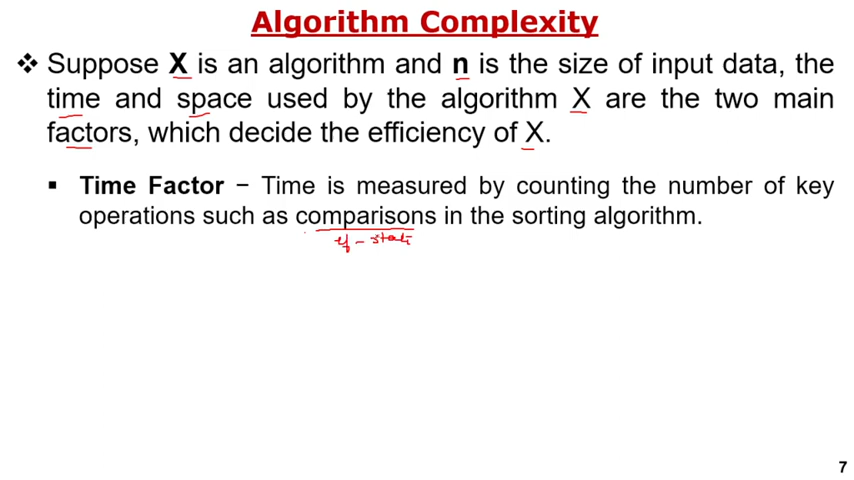 Algorithm Complexity
❖ Suppose X is an algorithm and n is the size of input data, the
time and space used by the algorithm X are the two main
factors, which decide the efficiency of X.
▪ Time Factor − Time is measured by counting the number of key
operations such as comparisons in the sorting algorithm.
if - stat
7